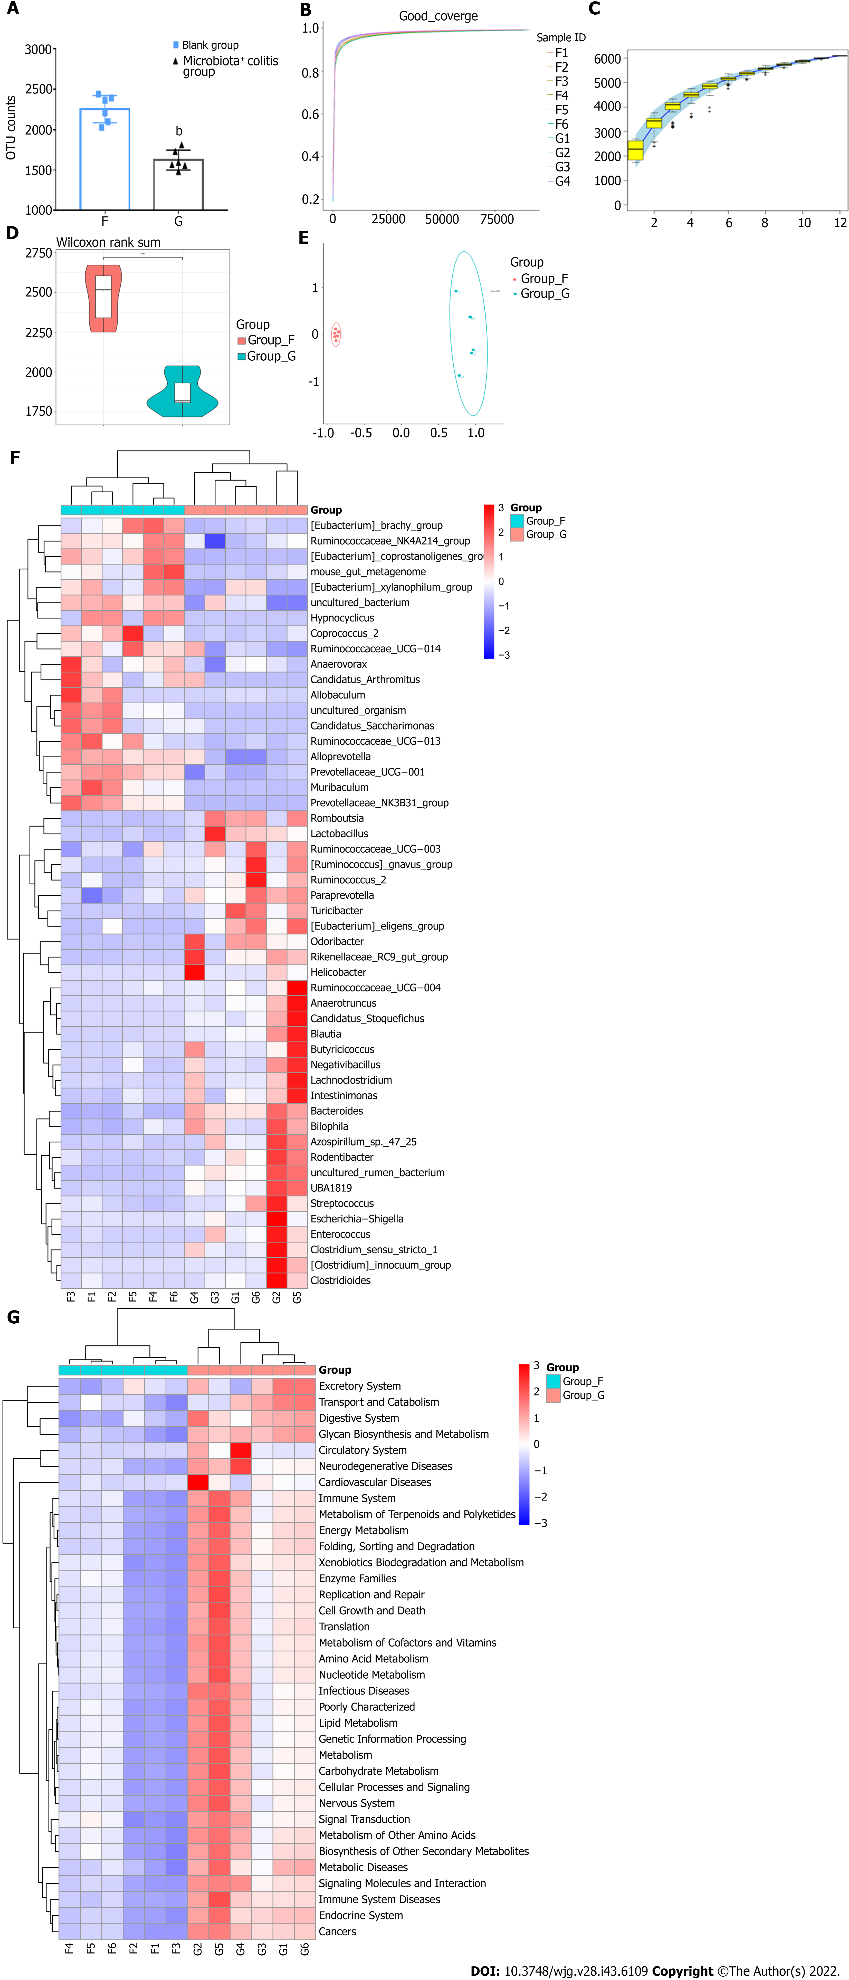 A
Blank group
Microbiota⁺ colitis
group
3000
2500
2000
1500
1000
OTU counts
b
F
G
B
Good_coverge
1.0
0.8
0.6
0.4
0.2
0
25000
50000
75000
Sample ID
F1
F2
F3
F4
F5
F6
G1
G2
G3
G4
C
6000
5000
4000
3000
2000
1000
0
2
4
6
8
10
12
D
Wilcoxon rank sum
2750
2500
2250
2000
1750
Group
Group_F
Group_G
E
1
0
-1
-1.0
-0.5
0.0
0.5
1.0
Group
Group_F
Group_G
F
Group
[Eubacterium]_brachy_group
Ruminococcaceae_NK4A214_group
[Eubacterium]_coprostanoligenes_grou
mouse_gut_metagenome
[Eubacterium]_xylanophilum_group
uncultured_bacterium
Hypnocyclicus
Coprococcus_2
Ruminococcaceae_UCG−014
Anaerovorax
Candidatus_Arthromitus
Allobaculum
uncultured_organism
Candidatus_Saccharimonas
Ruminococcaceae_UCG−013
Alloprevotella
Prevotellaceae_UCG−001
Muribaculum
Prevotellaceae_NK3B31_group
Romboutsia
Lactobacillus
Ruminococcaceae_UCG−003
[Ruminococcus]_gnavus_group
Ruminococcus_2
Paraprevotella
Turicibacter
[Eubacterium]_eligens_group
Odoribacter
Rikenellaceae_RC9_gut_group
Helicobacter
Ruminococcaceae_UCG−004
Anaerotruncus
Candidatus_Stoquefichus
Blautia
Butyricicoccus
Negativibacillus
Lachnoclostridium
Intestinimonas
Bacteroides
Bilophila
Azospirillum_sp._47_25
Rodentibacter
uncultured_rumen_bacterium
UBA1819
Streptococcus
Escherichia−Shigella
Enterococcus
Clostridium_sensu_stricto_1
[Clostridium]_innocuum_group
Clostridioides
F3 F1 F2 F5 F4 F6 G4 G3 G1 G6 G2 G5
3
2
1
0
−1
−2
−3
Group
Group_F
Group_G
G
Group
Excretory System
Transport and Catabolism
Digestive System
Glycan Biosynthesis and Metabolism
Circulatory System
Neurodegenerative Diseases
Cardiovascular Diseases
Immune System
Metabolism of Terpenoids and Polyketides
Energy Metabolism
Folding, Sorting and Degradation
Xenobiotics Biodegradation and Metabolism
Enzyme Families
Replication and Repair
Cell Growth and Death
Translation
Metabolism of Cofactors and Vitamins
Amino Acid Metabolism
Nucleotide Metabolism
Infectious Diseases
Poorly Characterized
Lipid Metabolism
Genetic Information Processing
Metabolism
Carbohydrate Metabolism
Cellular Processes and Signaling
Nervous System
Signal Transduction
Metabolism of Other Amino Acids
Biosynthesis of Other Secondary Metabolites
Metabolic Diseases
Signaling Molecules and Interaction
Immune System Diseases
Endocrine System
Cancers
F4 F5 F6 F2 F1 F3 G2 G5 G4 G3 G1 G6
3
2
1
0
−1
−2
−3
Group
Group_F
Group_G
DOI: 10.3748/wjg.v28.i43.6109 Copyright ©The Author(s) 2022.